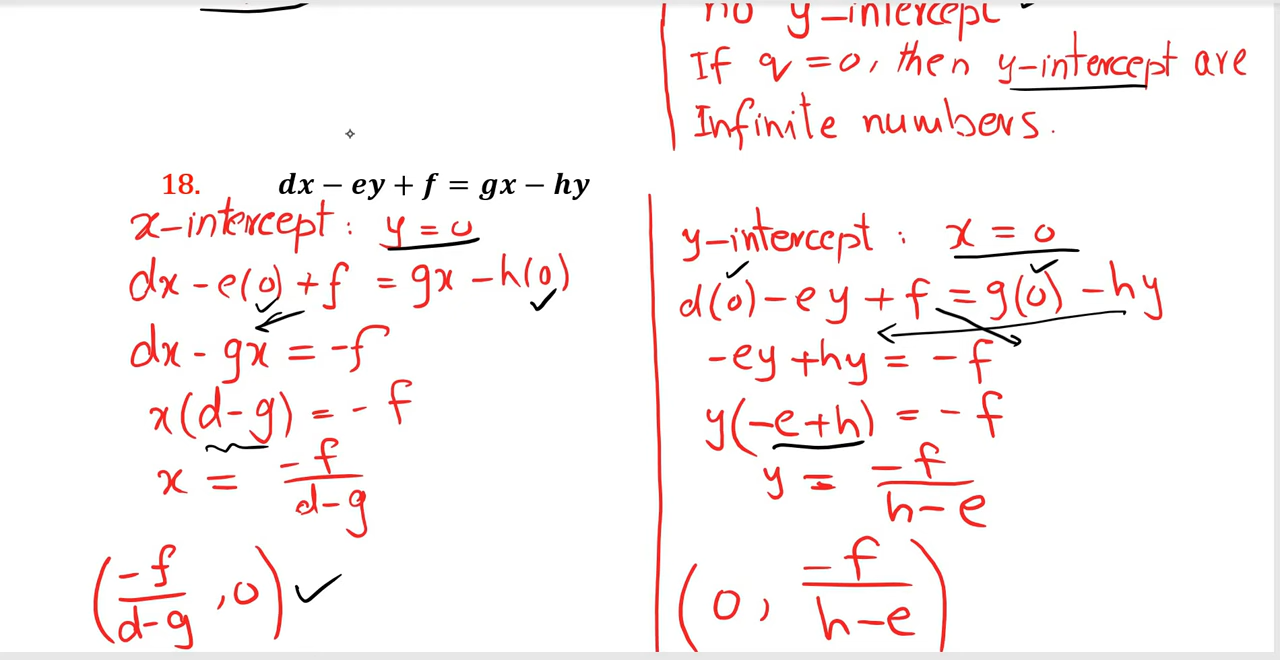 no y-intercept
If q = 0, then y-intercept are
Infinite numbers.
18. dx − ey + f = gx − hy
x-intercept : y = 0
dx - e(0) + f = gx - h(0)
dx - gx = -f
x(d-g) = - f
x = -f/(d-g)
(-f/(d-g), 0)
y-intercept : x = 0
d(0) - ey + f = g(0) - hy
-ey + hy = - f
y(-e+h) = - f
y = -f/(h-e)
(0, -f/(h-e))